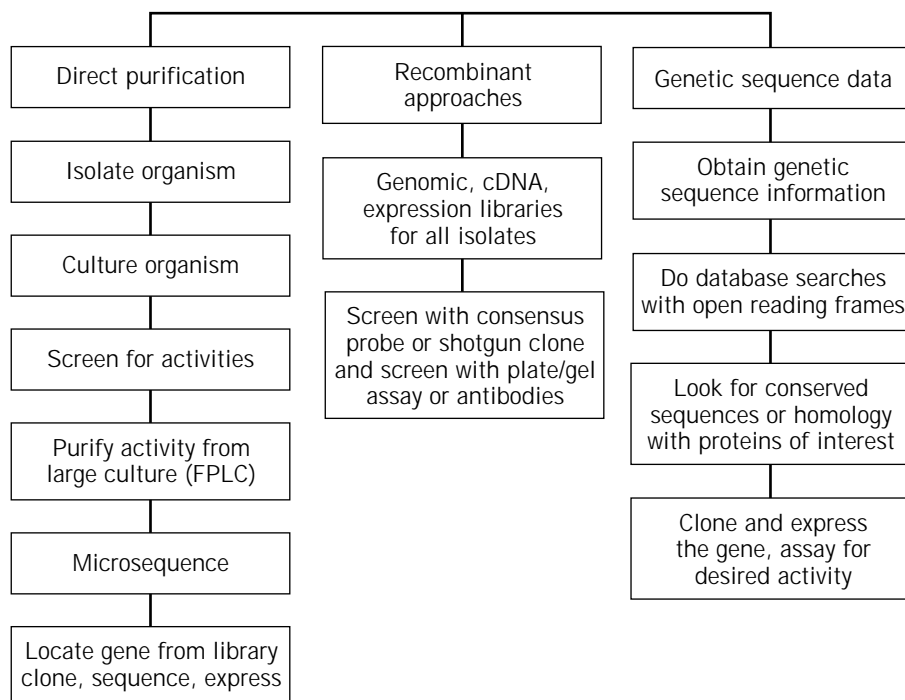 Direct purification
Isolate organism
Culture organism
Screen for activities
Purify activity from
large culture (FPLC)
Microsequence
Locate gene from library
clone, sequence, express
Recombinant
approaches
Genomic, cDNA,
expression libraries
for all isolates
Screen with consensus
probe or shotgun clone
and screen with plate/gel
assay or antibodies
Genetic sequence data
Obtain genetic
sequence information
Do database searches
with open reading frames
Look for conserved
sequences or homology
with proteins of interest
Clone and express
the gene, assay for
desired activity